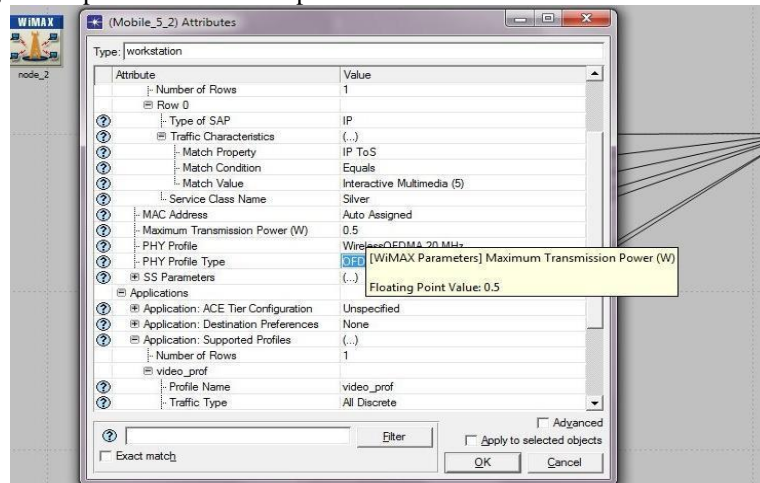 WiMAX
node_2
(Mobile_5_2) Attributes
Type: workstation
Attribute Value
Number of Rows 1
Row 0
Type of SAP IP
Traffic Characteristics (...)
Match Property IP ToS
Match Condition Equals
Match Value Interactive Multimedia (5)
Service Class Name Silver
MAC Address Auto Assigned
Maximum Transmission Power (W) 0.5
PHY Profile WirelessOFDMA 20 MHz
PHY Profile Type OFD
[WiMAX Parameters] Maximum Transmission Power (W)
SS Parameters (...)
Floating Point Value: 0.5
Applications
Application: ACE Tier Configuration Unspecified
Application: Destination Preferences None
Application: Supported Profiles (...)
Number of Rows 1
video_prof
Profile Name video_prof
Traffic Type All Discrete
Advanced
Filter
Apply to selected objects
Exact match
OK Cancel